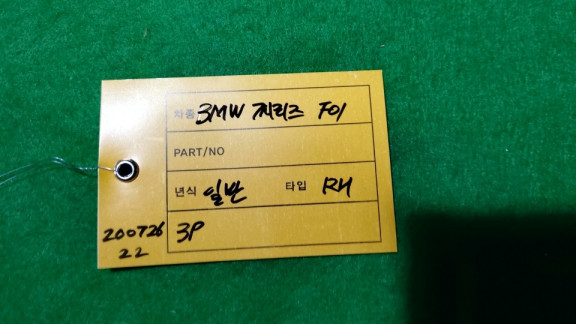 차종 BMW 7시리즈 F01
PART/NO
년식 일반 타입 RH
3P
200726
22